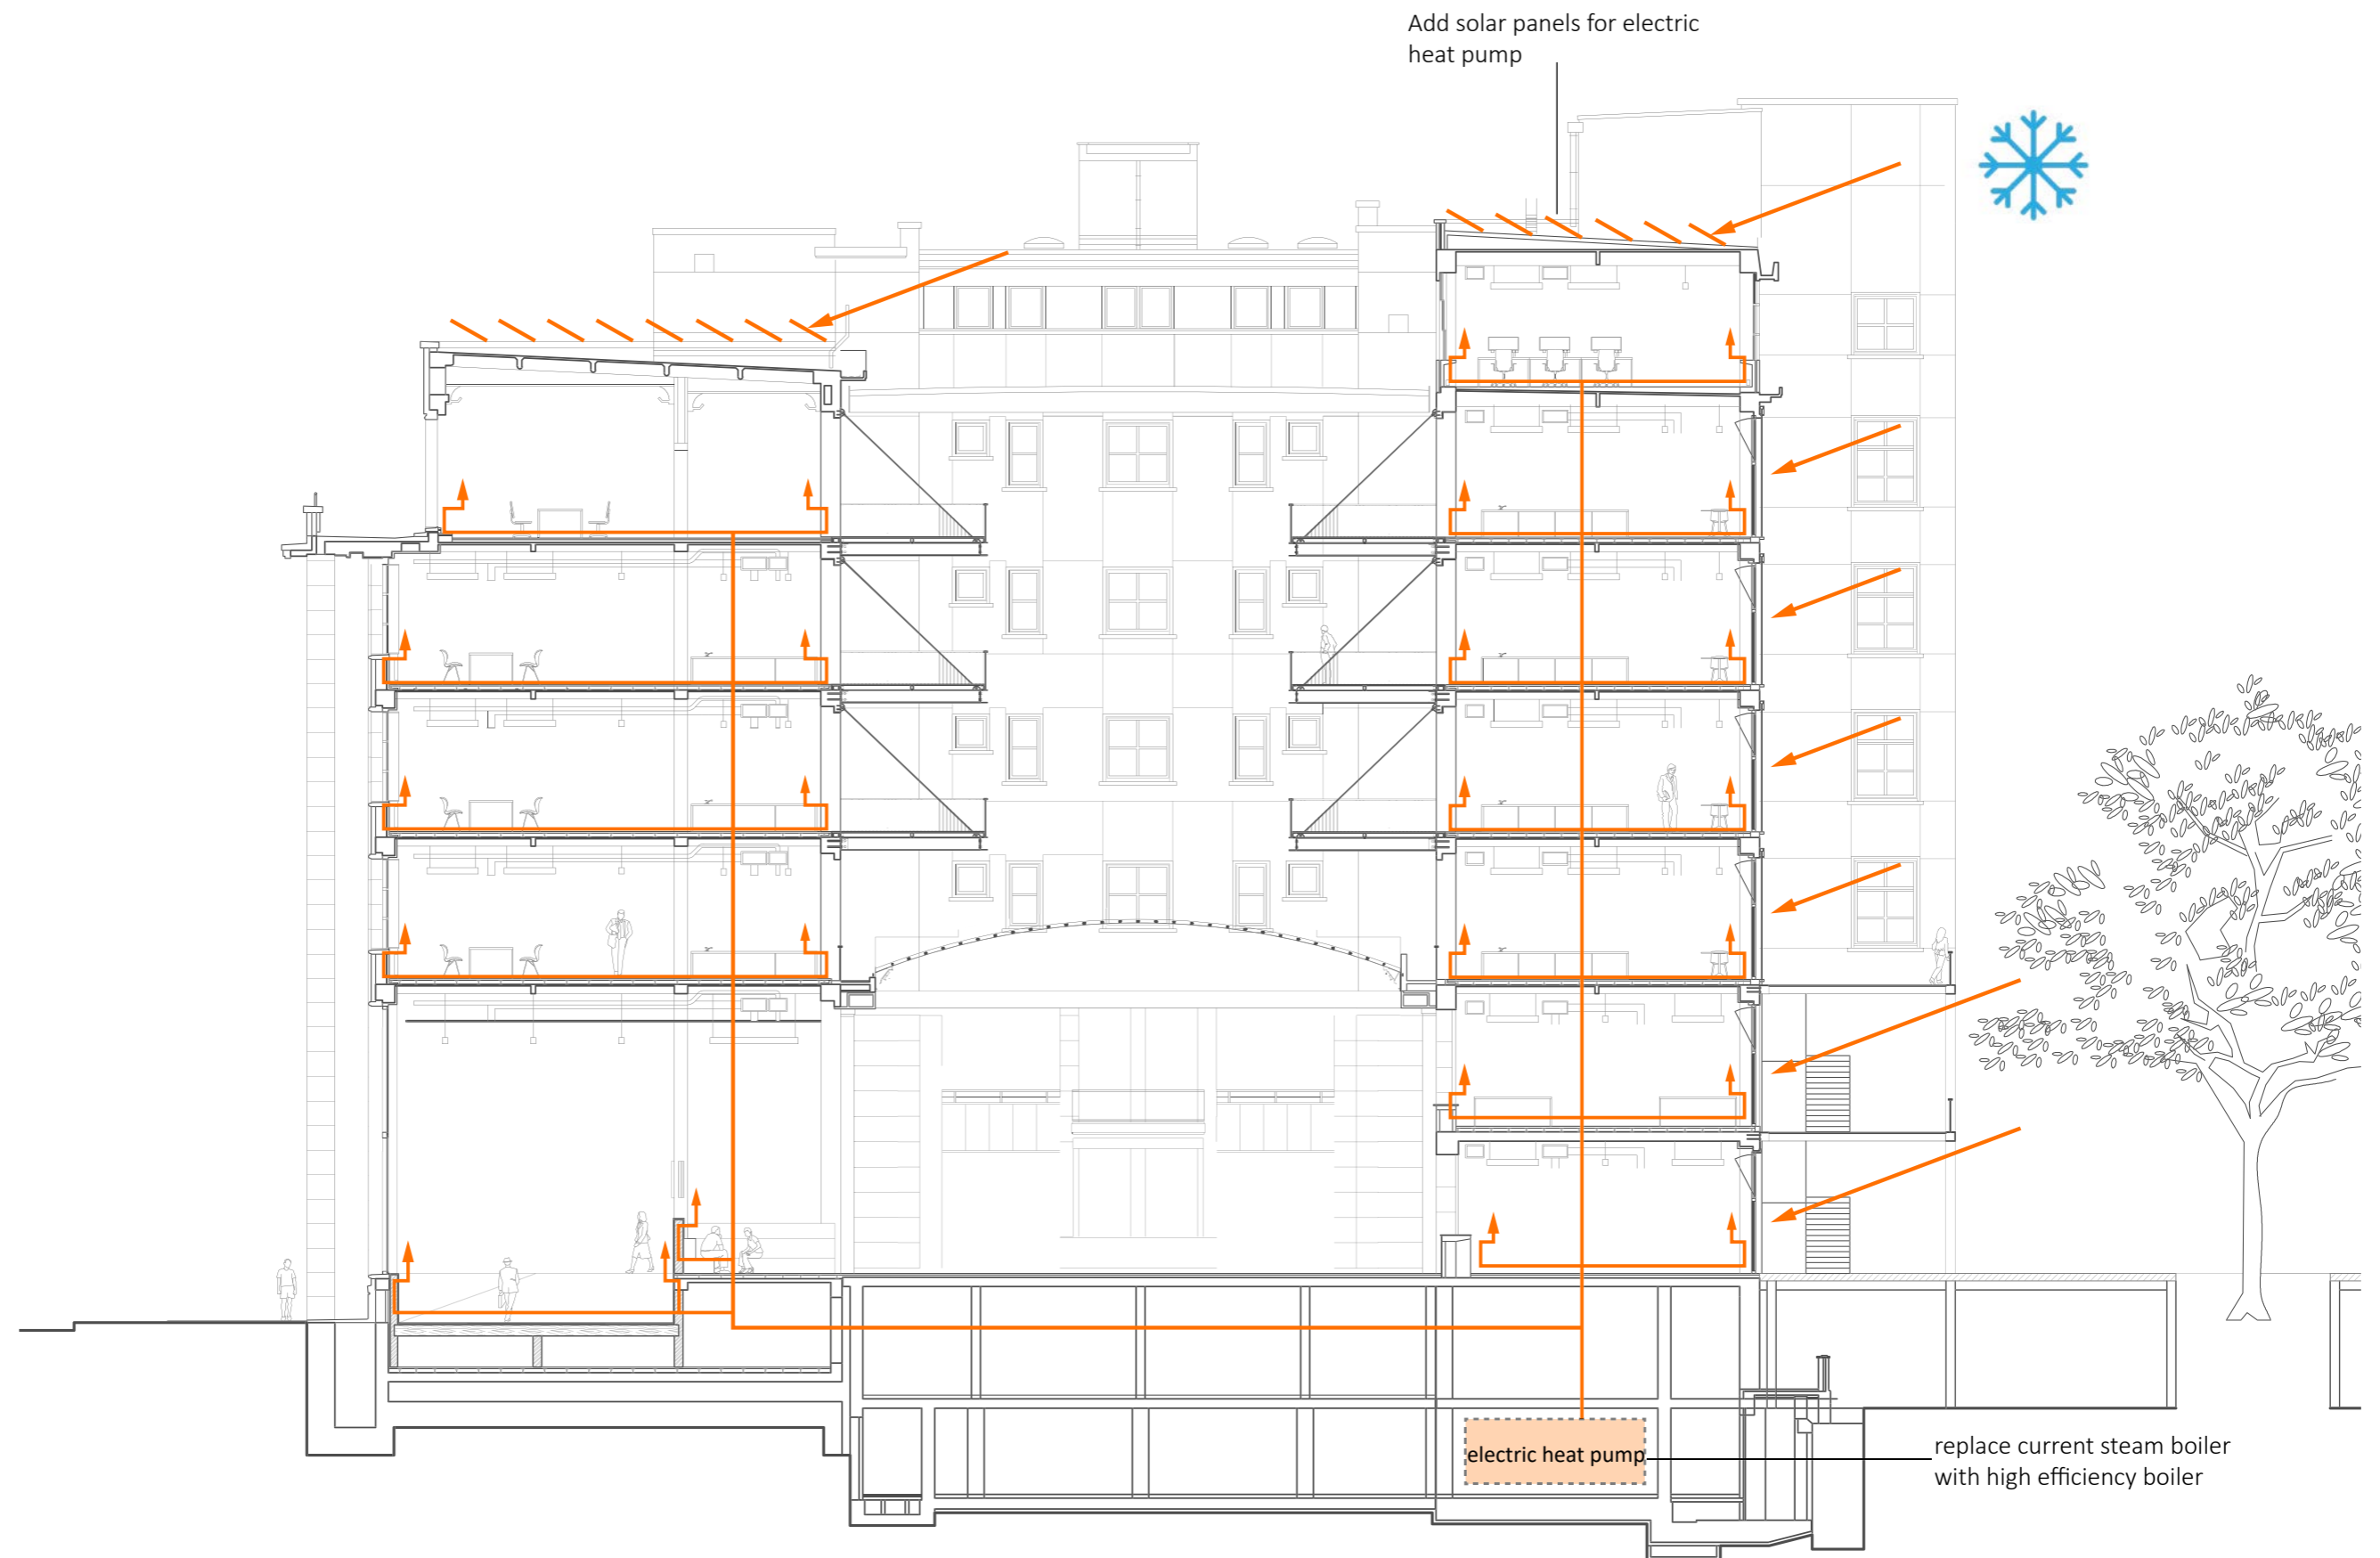 Add solar panels for electric
heat pump
electric heat pump
replace current steam boiler
with high efficiency boiler